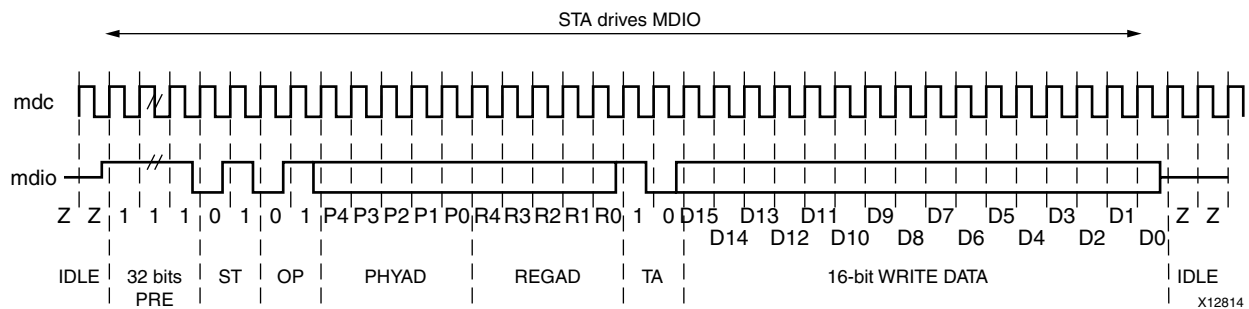 STA drives MDIO
mdc
mdio
Z Z 1 1 1 0 1 0 1 P4 P3 P2 P1 P0 R4 R3 R2 R1 R0 1 0 D15 D13 D11 D9 D7 D5 D3 D1 Z Z
D14 D12 D10 D8 D6 D4 D2 D0
IDLE 32 bits ST OP PHYAD REGAD TA 16-bit WRITE DATA IDLE
PRE
X12814